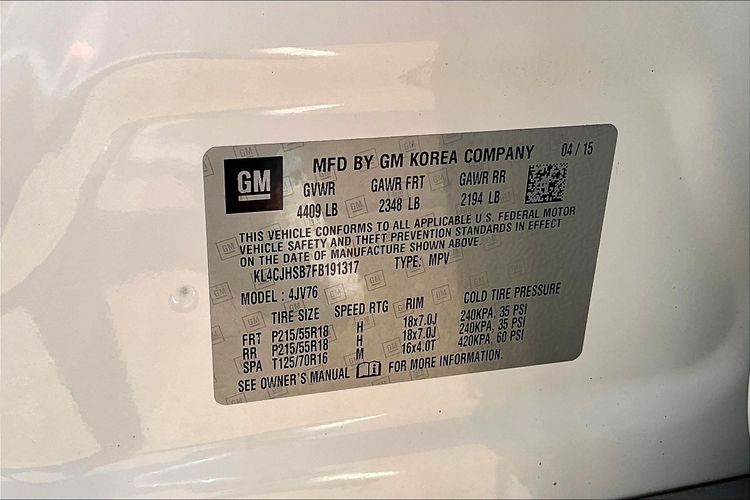 GM
MFD BY GM KOREA COMPANY 04 / 15
GVWR GAWR FRT GAWR RR
4409 LB 2348 LB 2194 LB
THIS VEHICLE CONFORMS TO ALL APPLICABLE U.S. FEDERAL MOTOR
VEHICLE SAFETY AND THEFT PREVENTION STANDARDS IN EFFECT
ON THE DATE OF MANUFACTURE SHOWN ABOVE.
KL4CJHSB7FB191317 TYPE: MPV
MODEL : 4JV76
TIRE SIZE SPEED RTG RIM COLD TIRE PRESSURE
FRT P215/55R18 H 18x7.0J 240KPA, 35 PSI
RR P215/55R18 H 18x7.0J 240KPA, 35 PSI
SPA T125/70R16 M 16x4.0T 420KPA, 60 PSI
SEE OWNER'S MANUAL FOR MORE INFORMATION.